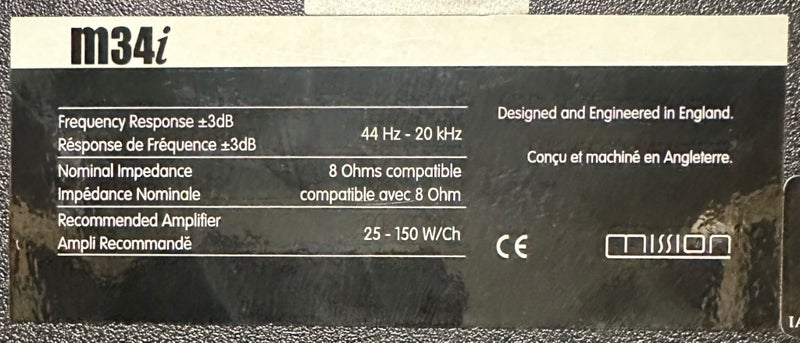 m34i
Frequency Response ±3dB
Résponse de Fréquence ±3dB
44 Hz - 20 kHz
Nominal Impedance
8 Ohms compatible
Impédance Nominale
compatible avec 8 Ohm
Recommended Amplifier
Ampli Recommandé
25 - 150 W/Ch
Designed and Engineered in England.
Conçu et machiné en Angleterre.
CE
mission